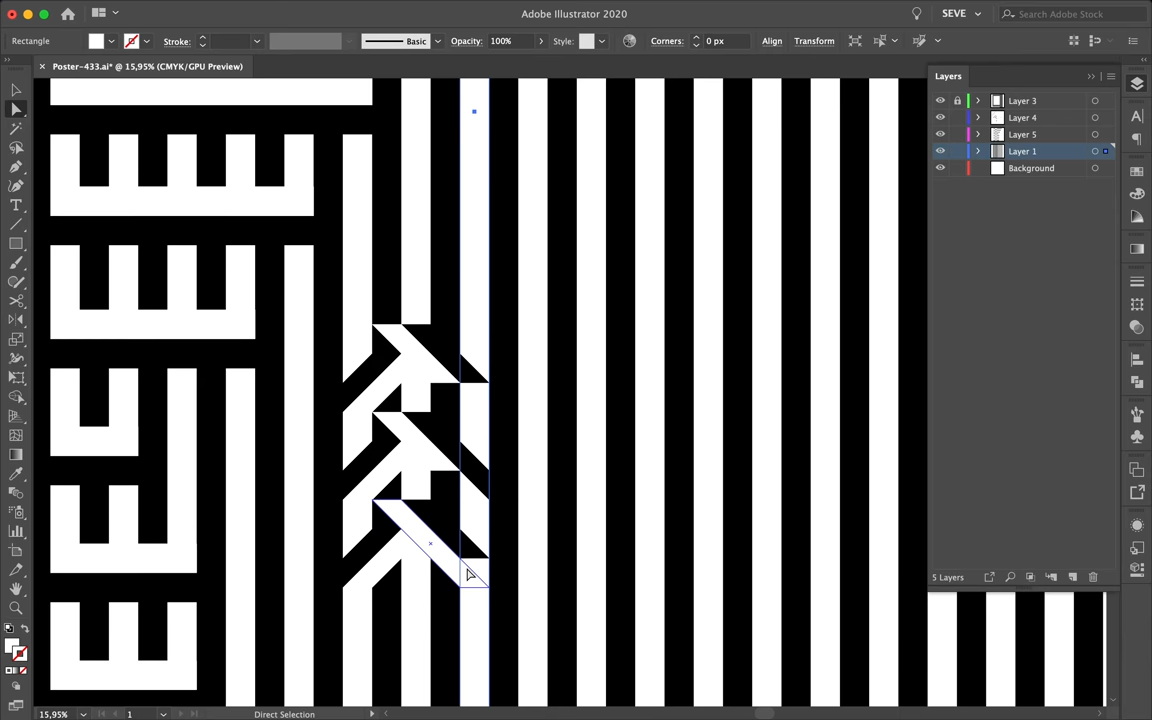 Adobe Illustrator 2020
SEVE
Search Adobe Stock
Rectangle
Stroke:
Basic
Opacity:
100%
Style:
Corners:
0 px
Align
Transform
Poster-433.ai* @ 15,95% (CMYK/GPU Preview)
Layers
Layer 3
Layer 4
Layer 5
Layer 1
Background
5 Layers
15,95%
1
Direct Selection